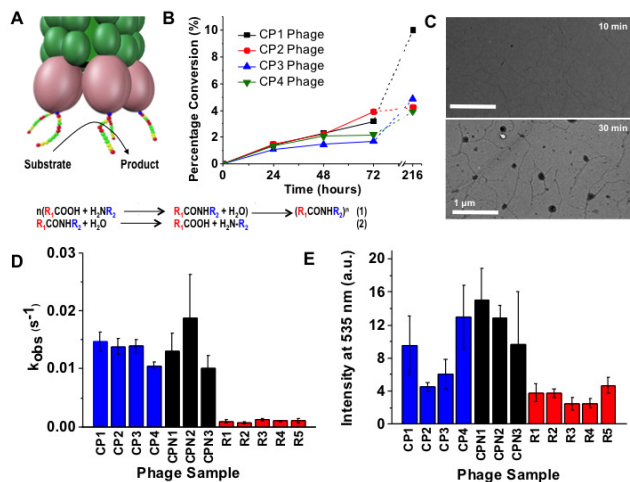 A
Substrate
Product
B
Percentage Conversion (%)
10
8
6
4
2
0
CP1 Phage
CP2 Phage
CP3 Phage
CP4 Phage
0
24
48
72
216
Time (hours)
C
10 min
30 min
1 µm
n(R₁COOH + H₂NR₂ R₁CONHR₂ + H₂O) (R₁CONHR₂)ⁿ (1)
R₁CONHR₂ + H₂O R₁COOH + H₂N-R₂ (2)
D
k_obs (s⁻¹)
0.03
0.02
0.01
0.00
CP1
CP2
CP3
CP4
CPN1
CPN2
CPN3
R1
R2
R3
R4
R5
Phage Sample
E
Intensity at 535 nm (a.u.)
20
16
12
8
4
0
CP1
CP2
CP3
CP4
CPN1
CPN2
CPN3
R1
R2
R3
R4
R5
Phage Sample